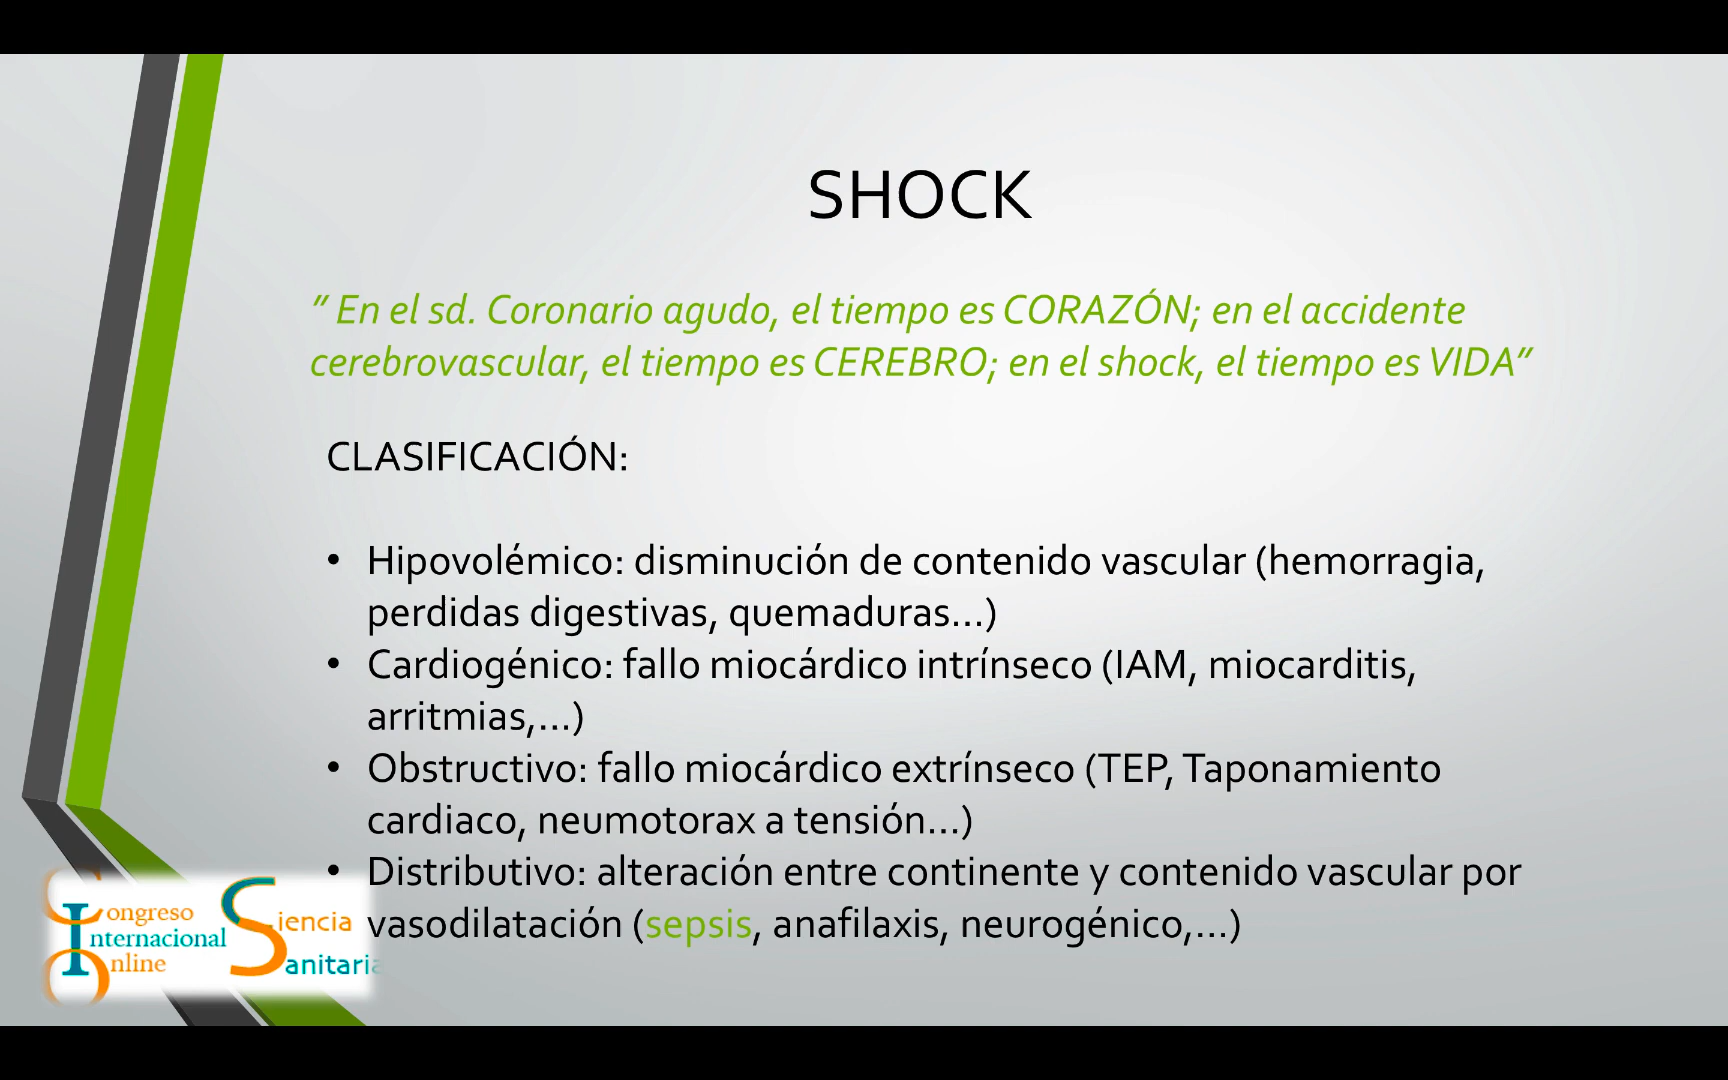 SHOCK
” En el sd. Coronario agudo, el tiempo es CORAZÓN; en el accidente
cerebrovascular, el tiempo es CEREBRO; en el shock, el tiempo es VIDA”
CLASIFICACIÓN:
• Hipovolémico: disminución de contenido vascular (hemorragia,
perdidas digestivas, quemaduras...)
• Cardiogénico: fallo miocárdico intrínseco (IAM, miocarditis,
arritmias,...)
• Obstructivo: fallo miocárdico extrínseco (TEP, Taponamiento
cardiaco, neumotorax a tensión...)
• Distributivo: alteración entre continente y contenido vascular por
vasodilatación (sepsis, anafilaxis, neurogénico,...)
Congreso
Internacional
Online
Siencia
Sanitaria